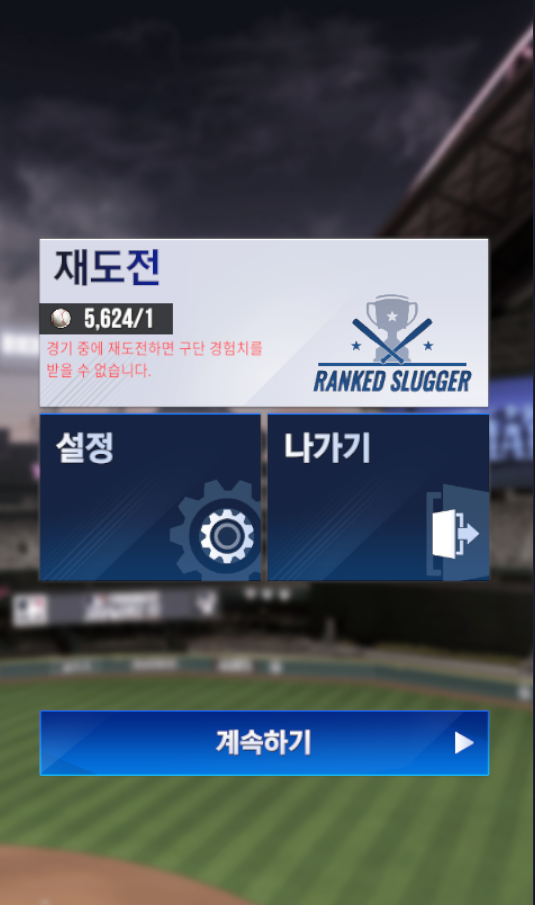 재도전
5,624/1
경기 중에 재도전하면 구단 경험치를
받을 수 없습니다.
RANKED SLUGGER
설정
나가기
계속하기